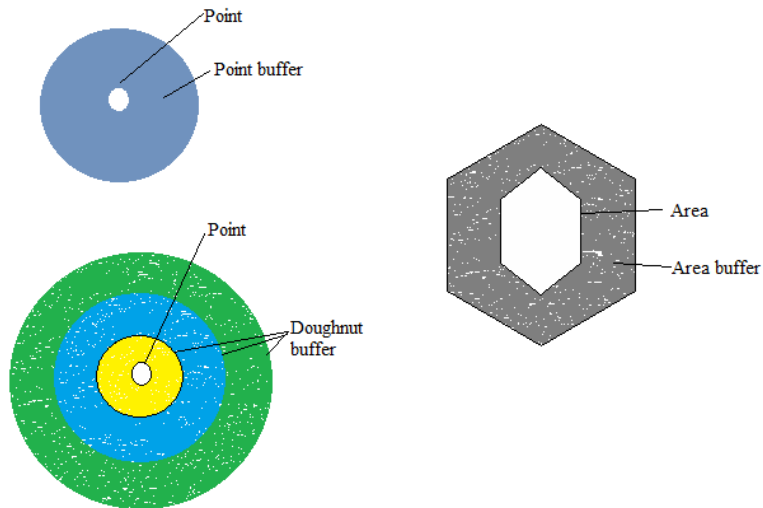 Point
Point buffer
Point
Doughnut
buffer
Area
Area buffer